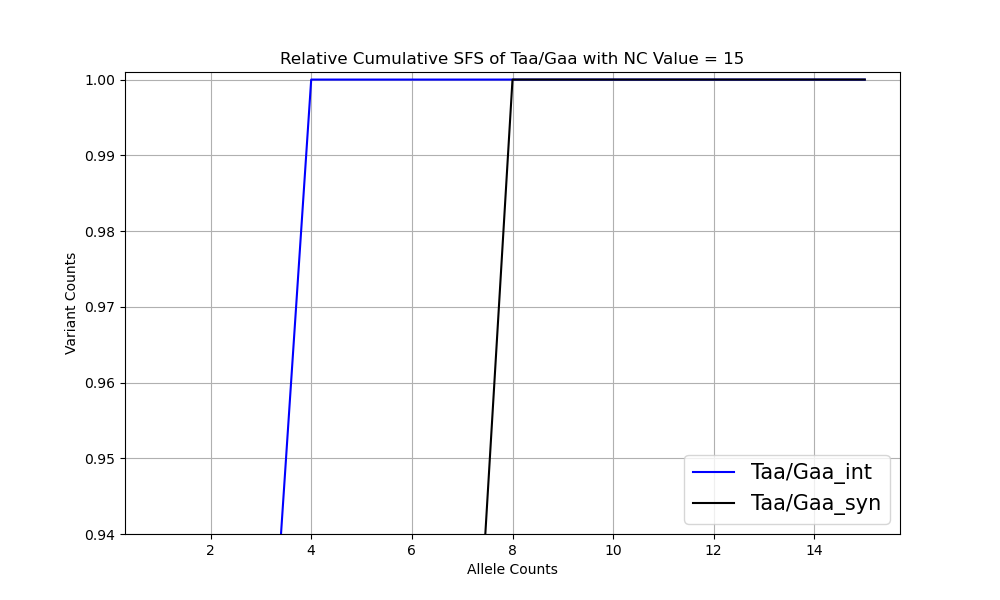 Relative Cumulative SFS of Taa/Gaa with NC Value = 15
Variant Counts
1.00
0.99
0.98
0.97
0.96
0.95
0.94
2 4 6 8 10 12 14
Allele Counts
Taa/Gaa_int
Taa/Gaa_syn